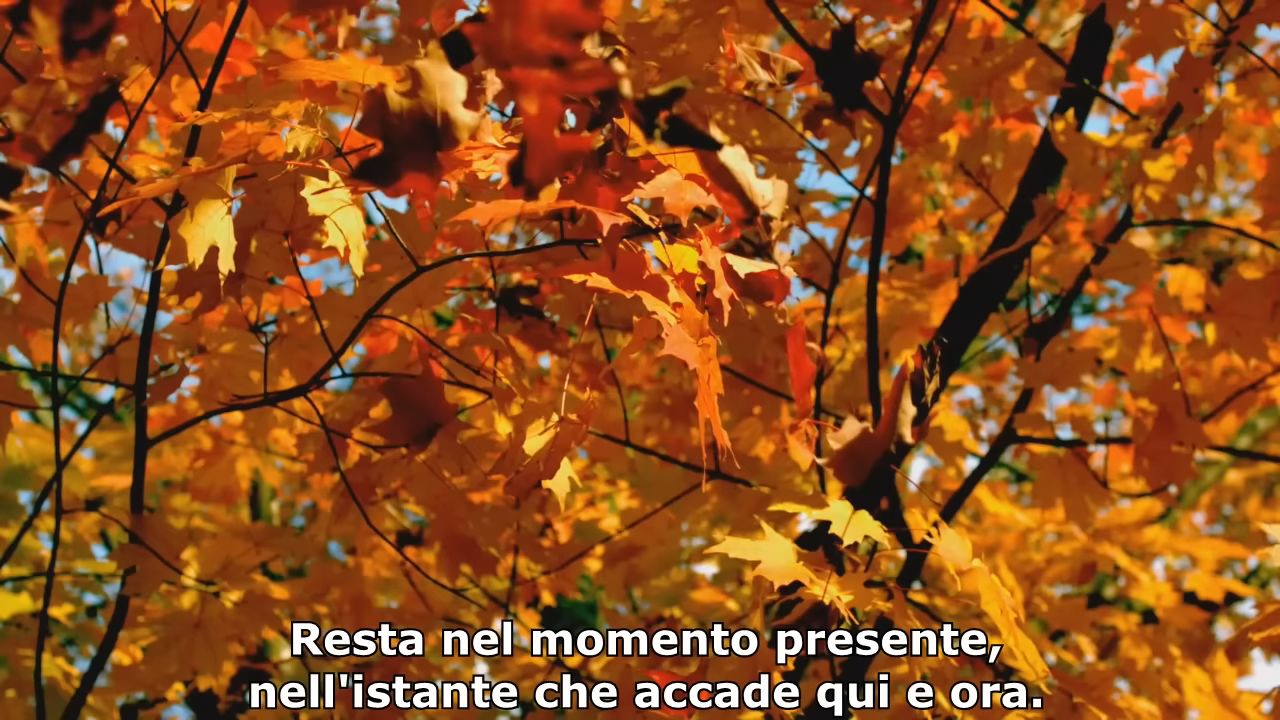 Resta nel momento presente,
nell'istante che accade qui e ora.